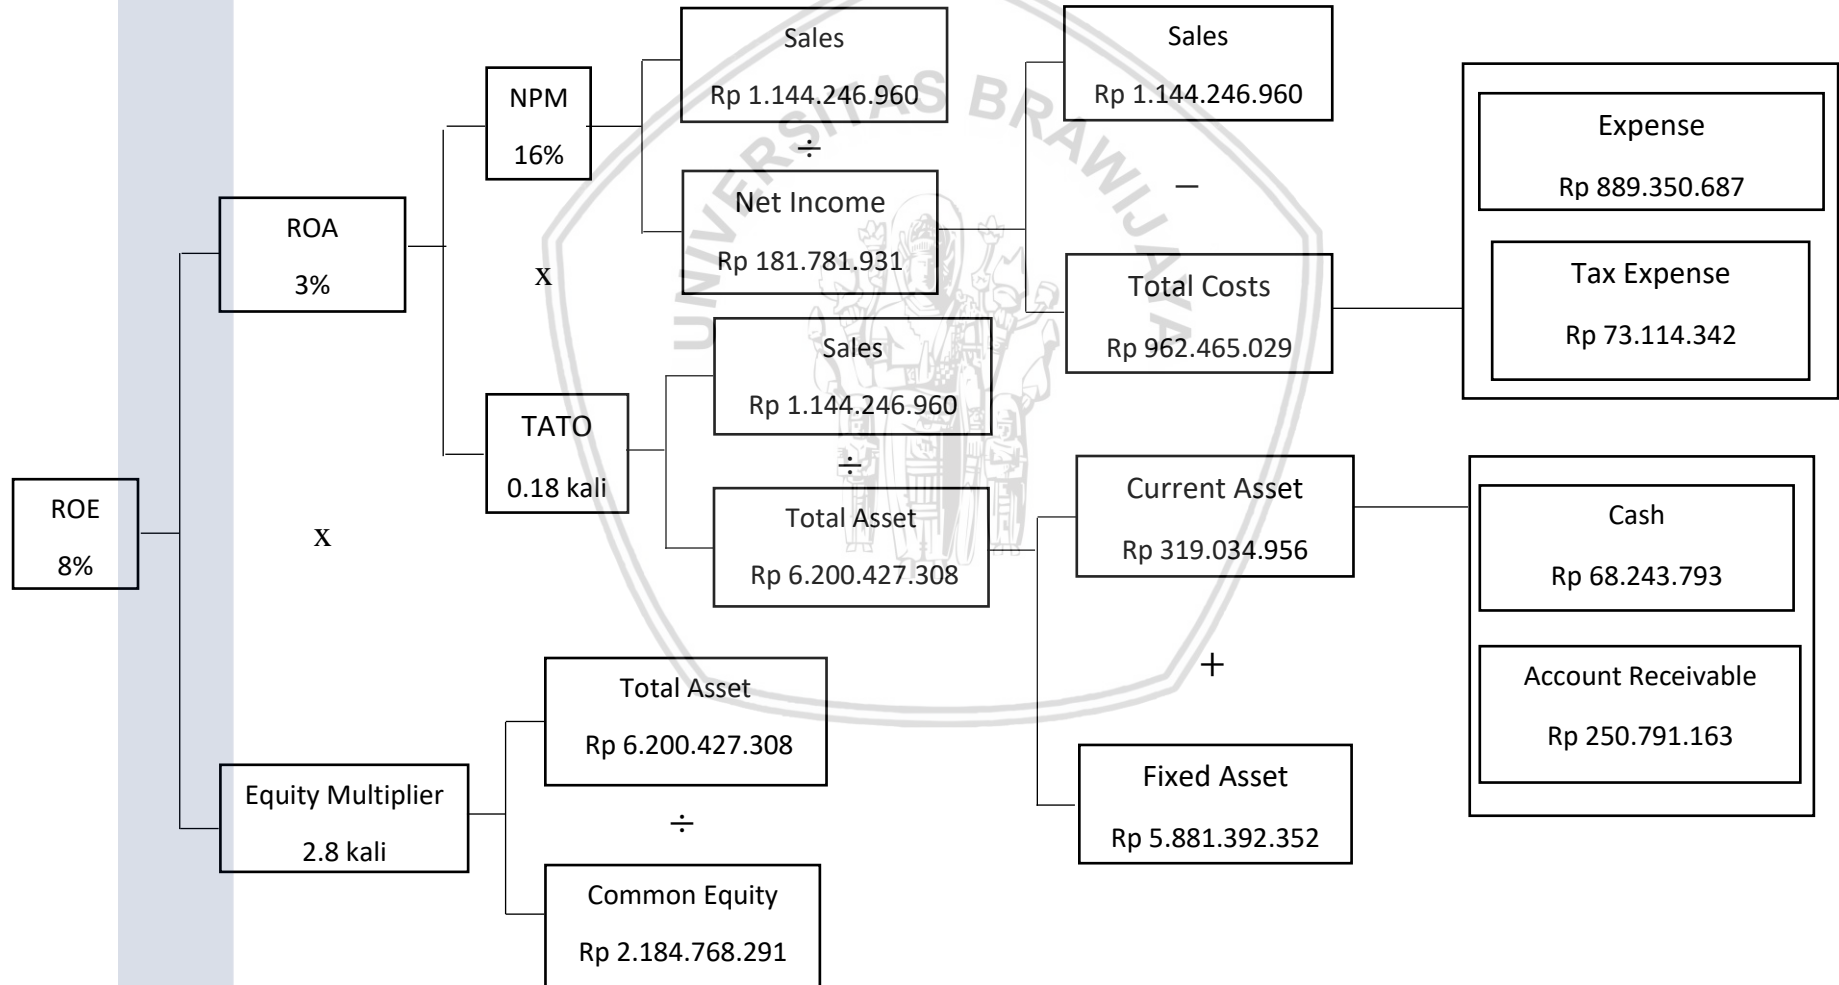 Sales
Rp 1.144.246.960
÷
Net Income
Rp 181.781.931
Sales
Rp 1.144.246.960
–
Total Costs
Rp 962.465.029
Expense
Rp 889.350.687
Tax Expense
Rp 73.114.342
NPM
16%
ROA
3%
x
TATO
0.18 kali
Sales
Rp 1.144.246.960
÷
Total Asset
Rp 6.200.427.308
Current Asset
Rp 319.034.956
+
Fixed Asset
Rp 5.881.392.352
Cash
Rp 68.243.793
Account Receivable
Rp 250.791.163
ROE
8%
x
Equity Multiplier
2.8 kali
Total Asset
Rp 6.200.427.308
÷
Common Equity
Rp 2.184.768.291
UNIVERSITAS BRAWIJAYA